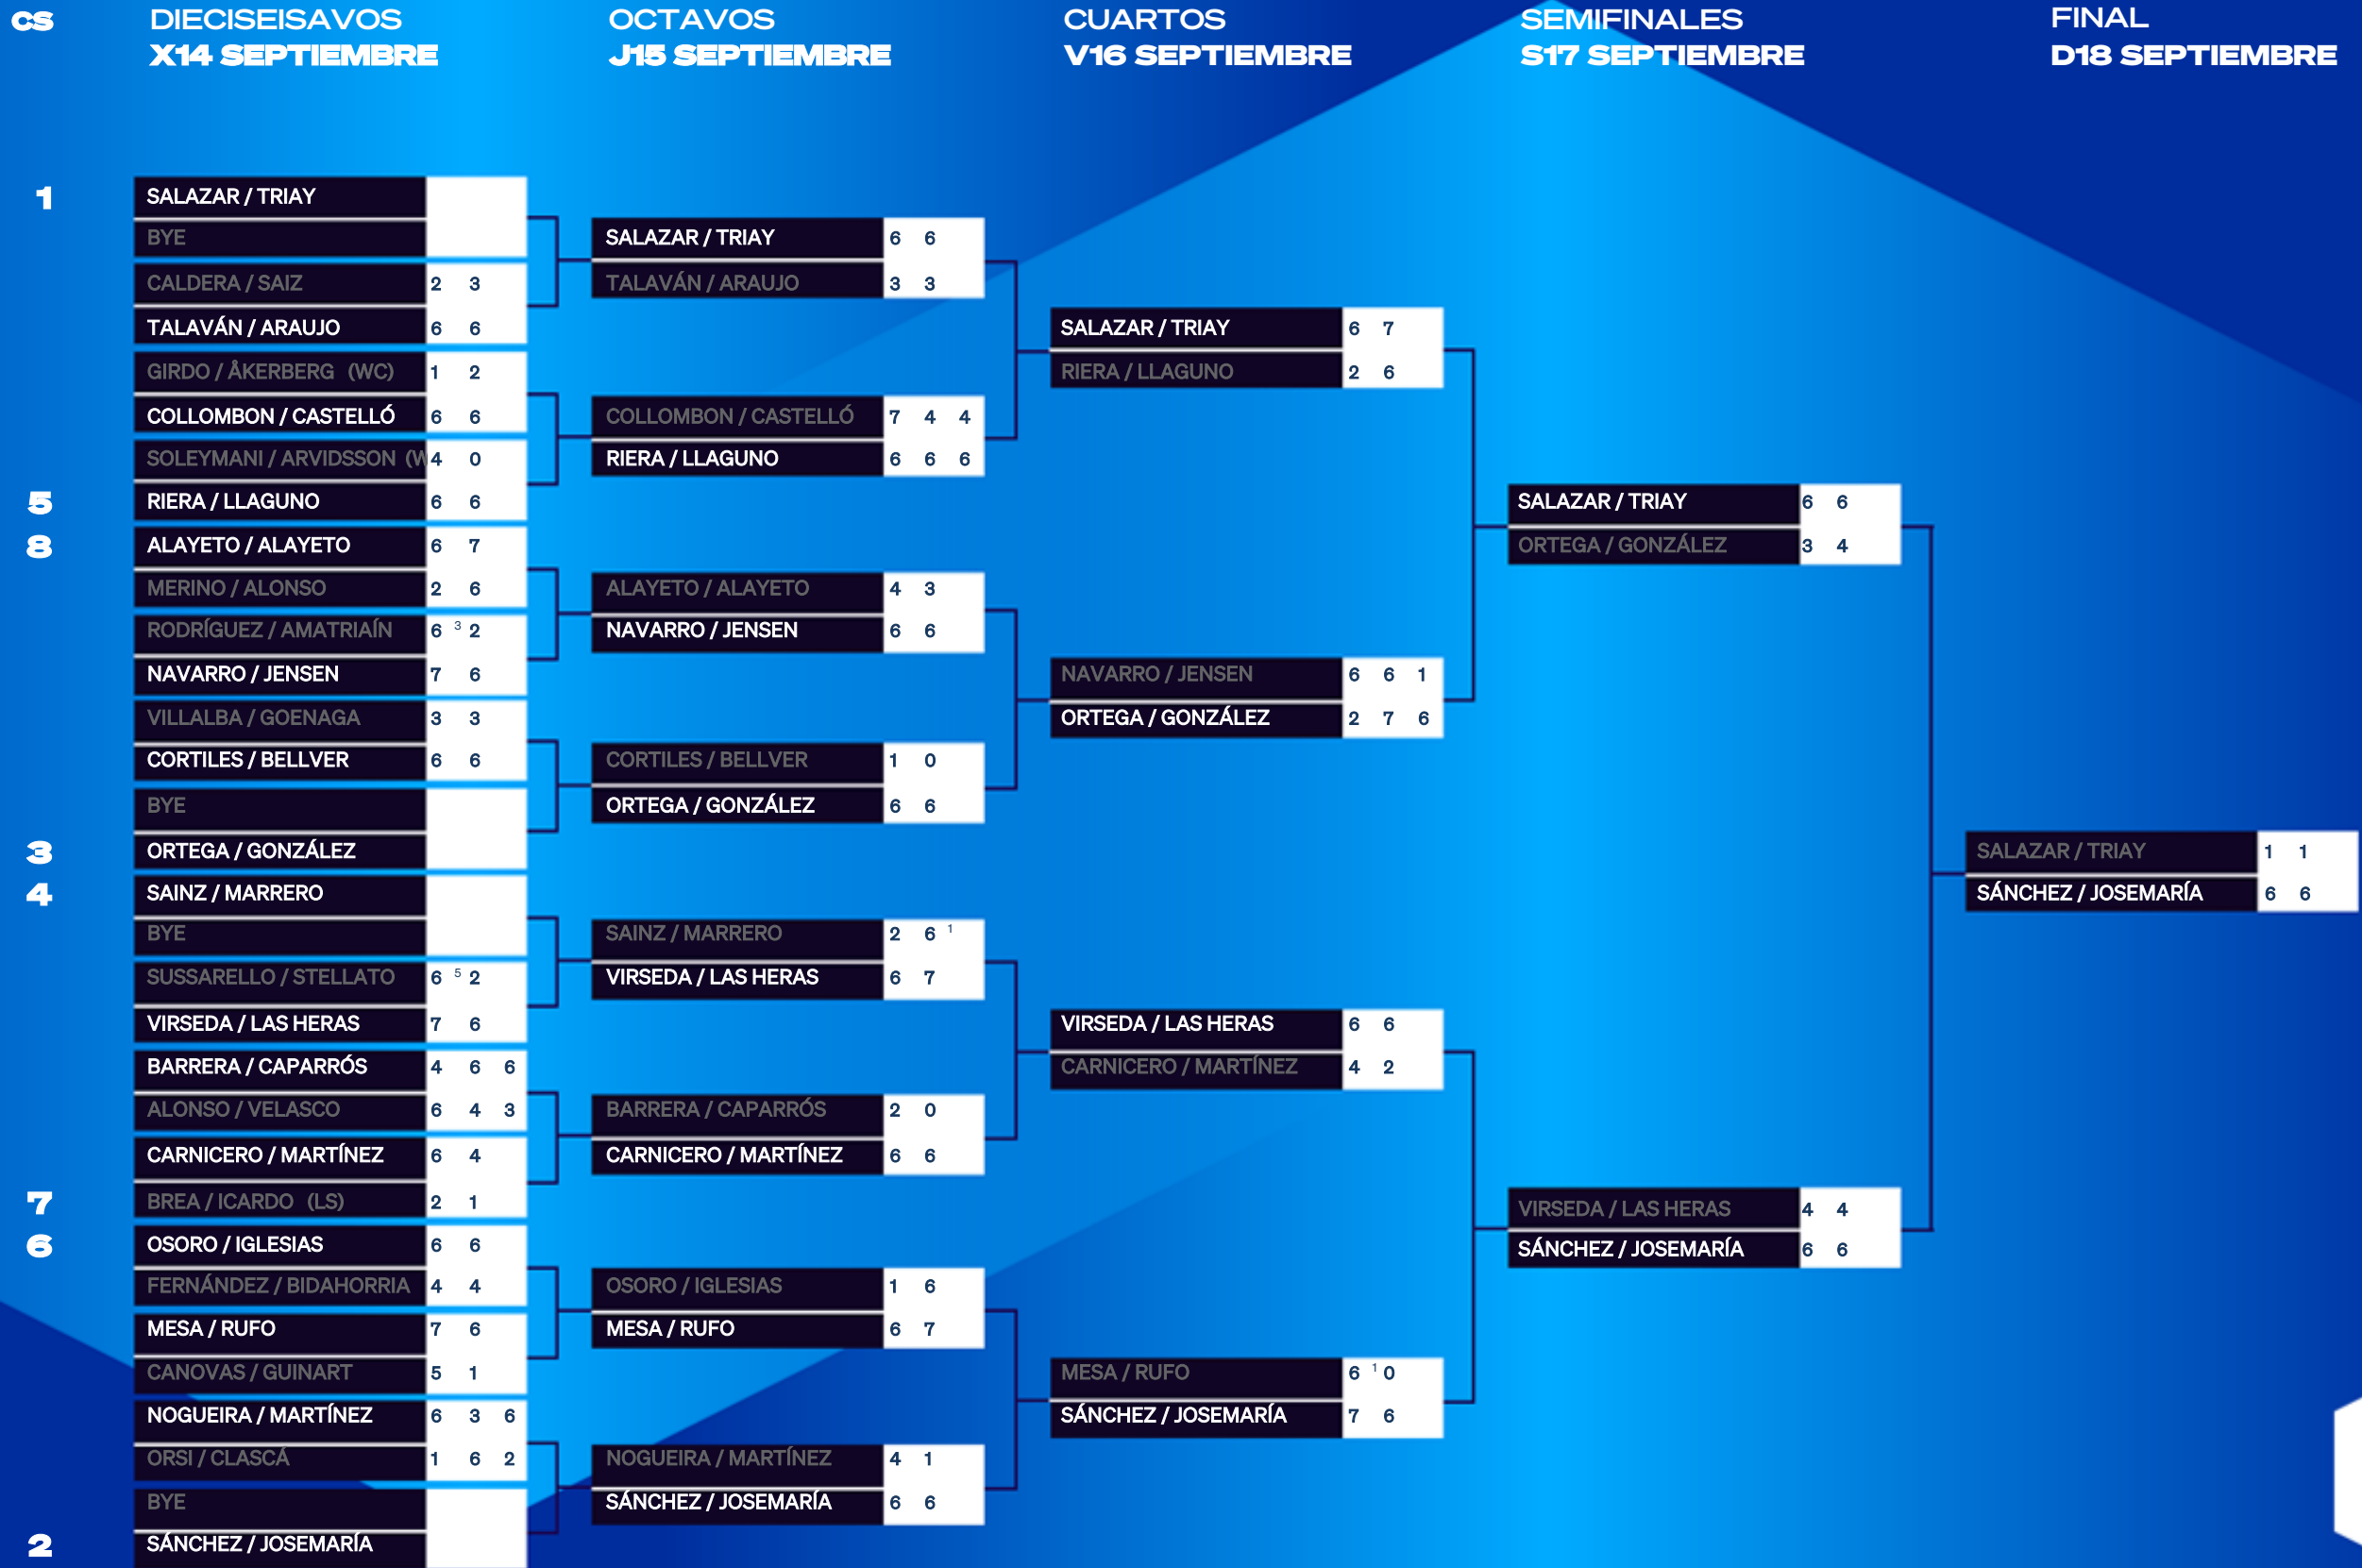 CS DIECISEISAVOS OCTAVOS CUARTOS SEMIFINALES FINAL
X14 SEPTIEMBRE J15 SEPTIEMBRE V16 SEPTIEMBRE S17 SEPTIEMBRE D18 SEPTIEMBRE
1 SALAZAR / TRIAY
BYE
CALDERA / SAIZ 2 3
TALAVÁN / ARAUJO 6 6
GIRDO / ÅKERBERG (WC) 1 2
COLLOMBON / CASTELLÓ 6 6
SOLEYMANI / ARVIDSSON (W 4 0
5 RIERA / LLAGUNO 6 6
8 ALAYETO / ALAYETO 6 7
MERINO / ALONSO 2 6
RODRÍGUEZ / AMATRIAÍN 6 3 2
NAVARRO / JENSEN 7 6
VILLALBA / GOENAGA 3 3
CORTILES / BELLVER 6 6
BYE
3 ORTEGA / GONZÁLEZ
4 SAINZ / MARRERO
BYE
SUSSARELLO / STELLATO 6 5 2
VIRSEDA / LAS HERAS 7 6
BARRERA / CAPARRÓS 4 6 6
ALONSO / VELASCO 6 4 3
CARNICERO / MARTÍNEZ 6 4
7 BREA / ICARDO (LS) 2 1
6 OSORO / IGLESIAS 6 6
FERNÁNDEZ / BIDAHORRIA 4 4
MESA / RUFO 7 6
CANOVAS / GUINART 5 1
NOGUEIRA / MARTÍNEZ 6 3 6
ORSI / CLASCÁ 1 6 2
BYE
2 SÁNCHEZ / JOSEMARÍA
SALAZAR / TRIAY 6 6
TALAVÁN / ARAUJO 3 3
COLLOMBON / CASTELLÓ 7 4 4
RIERA / LLAGUNO 6 6 6
ALAYETO / ALAYETO 4 3
NAVARRO / JENSEN 6 6
CORTILES / BELLVER 1 0
ORTEGA / GONZÁLEZ 6 6
SAINZ / MARRERO 2 6 1
VIRSEDA / LAS HERAS 6 7
BARRERA / CAPARRÓS 2 0
CARNICERO / MARTÍNEZ 6 6
OSORO / IGLESIAS 1 6
MESA / RUFO 6 7
NOGUEIRA / MARTÍNEZ 4 1
SÁNCHEZ / JOSEMARÍA 6 6
SALAZAR / TRIAY 6 7
RIERA / LLAGUNO 2 6
NAVARRO / JENSEN 6 6 1
ORTEGA / GONZÁLEZ 2 7 6
VIRSEDA / LAS HERAS 6 6
CARNICERO / MARTÍNEZ 4 2
MESA / RUFO 6 1 0
SÁNCHEZ / JOSEMARÍA 7 6
SALAZAR / TRIAY 6 6
ORTEGA / GONZÁLEZ 3 4
VIRSEDA / LAS HERAS 4 4
SÁNCHEZ / JOSEMARÍA 6 6
SALAZAR / TRIAY 1 1
SÁNCHEZ / JOSEMARÍA 6 6